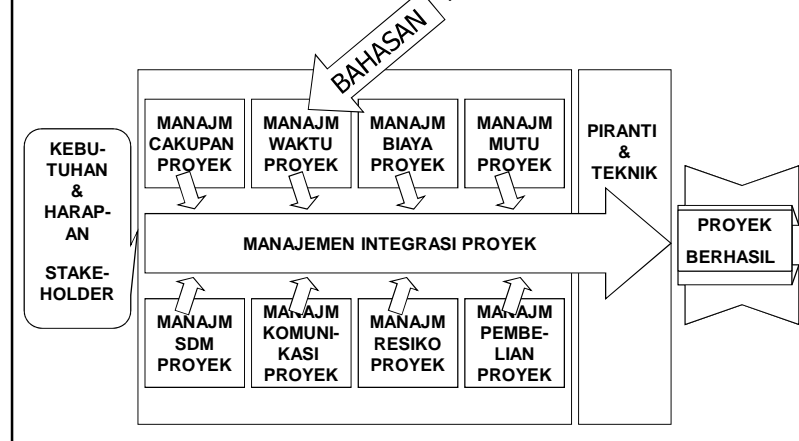 BAHASAN
KEBU-
TUHAN
&
HARAP-
AN
STAKE-
HOLDER
MANAJM
CAKUPAN
PROYEK
MANAJM
WAKTU
PROYEK
MANAJM
BIAYA
PROYEK
MANAJM
MUTU
PROYEK
PIRANTI
&
TEKNIK
MANAJEMEN INTEGRASI PROYEK
PROYEK
BERHASIL
MANAJM
SDM
PROYEK
MANAJM
KOMUNI-
KASI
PROYEK
MANAJM
RESIKO
PROYEK
MANAJM
PEMBE-
LIAN
PROYEK